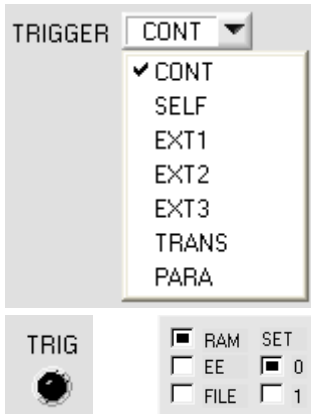 TRIGGER CONT
CONT
SELF
EXT1
EXT2
EXT3
TRANS
PARA
TRIG
RAM SET
EE 0
FILE 1